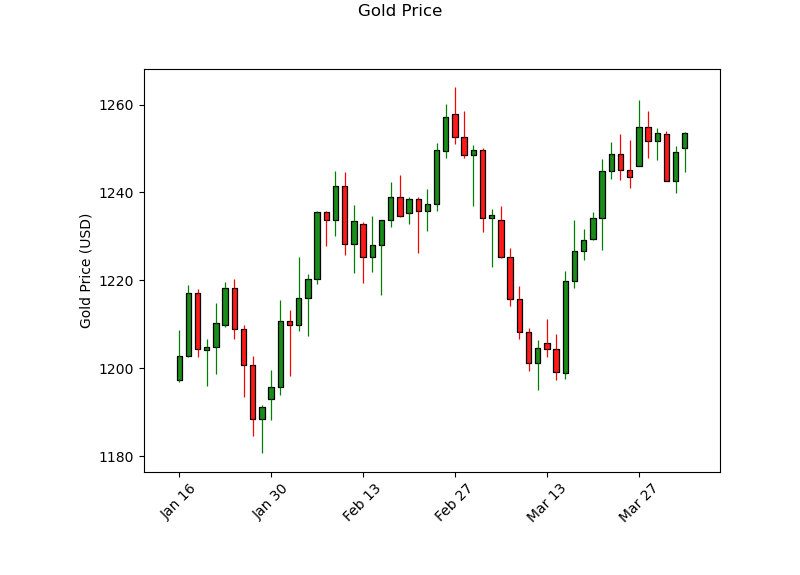 Gold Price
Gold Price (USD)
1260
1240
1220
1200
1180
Jan 16
Jan 30
Feb 13
Feb 27
Mar 13
Mar 27